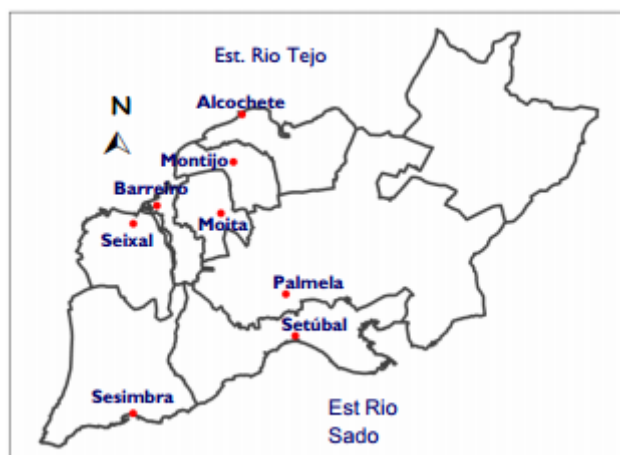 Est. Rio Tejo
Alcochete
N
Montijo
Barreiro
Moita
Seixal
Palmela
Setúbal
Sesimbra
Est Rio
Sado